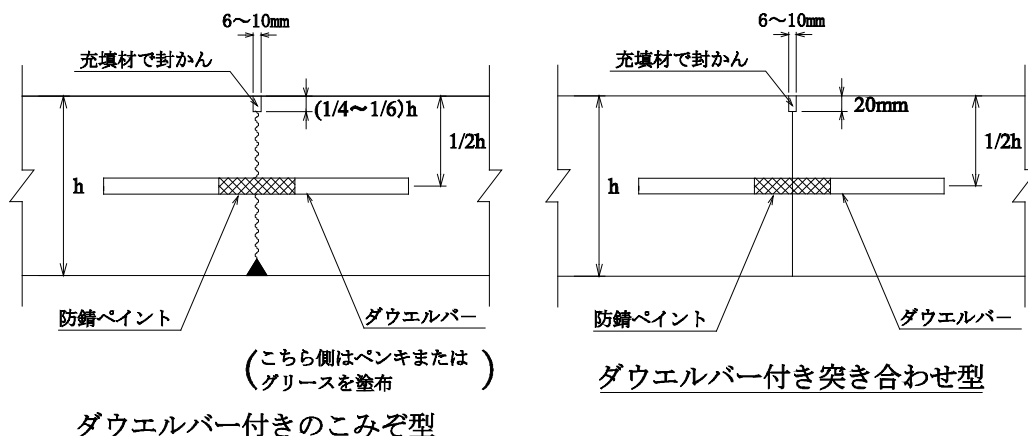 6～10mm
充填材で封かん
(1/4～1/6)h
1/2h
h
防錆ペイント
ダウエルバー
(こちら側はペンキまたは
グリースを塗布)
ダウエルバー付きのこみぞ型
6～10mm
充填材で封かん
20mm
1/2h
h
防錆ペイント
ダウエルバー
ダウエルバー付き突き合わせ型